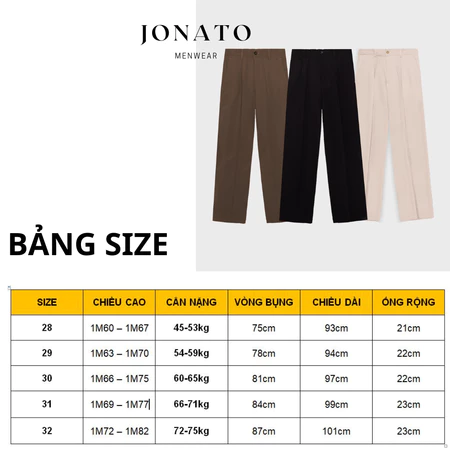 JONATO
MENWEAR
BẢNG SIZE
SIZE CHIỀU CAO CÂN NẶNG VÒNG BỤNG CHIỀU DÀI ỐNG RỘNG
28 1M60 – 1M67 45-53kg 75cm 93cm 21cm
29 1M63 – 1M70 54-59kg 78cm 94cm 22cm
30 1M66 – 1M75 60-65kg 81cm 97cm 22cm
31 1M69 – 1M77 66-71kg 84cm 99cm 23cm
32 1M72 – 1M82 72-75kg 87cm 101cm 23cm